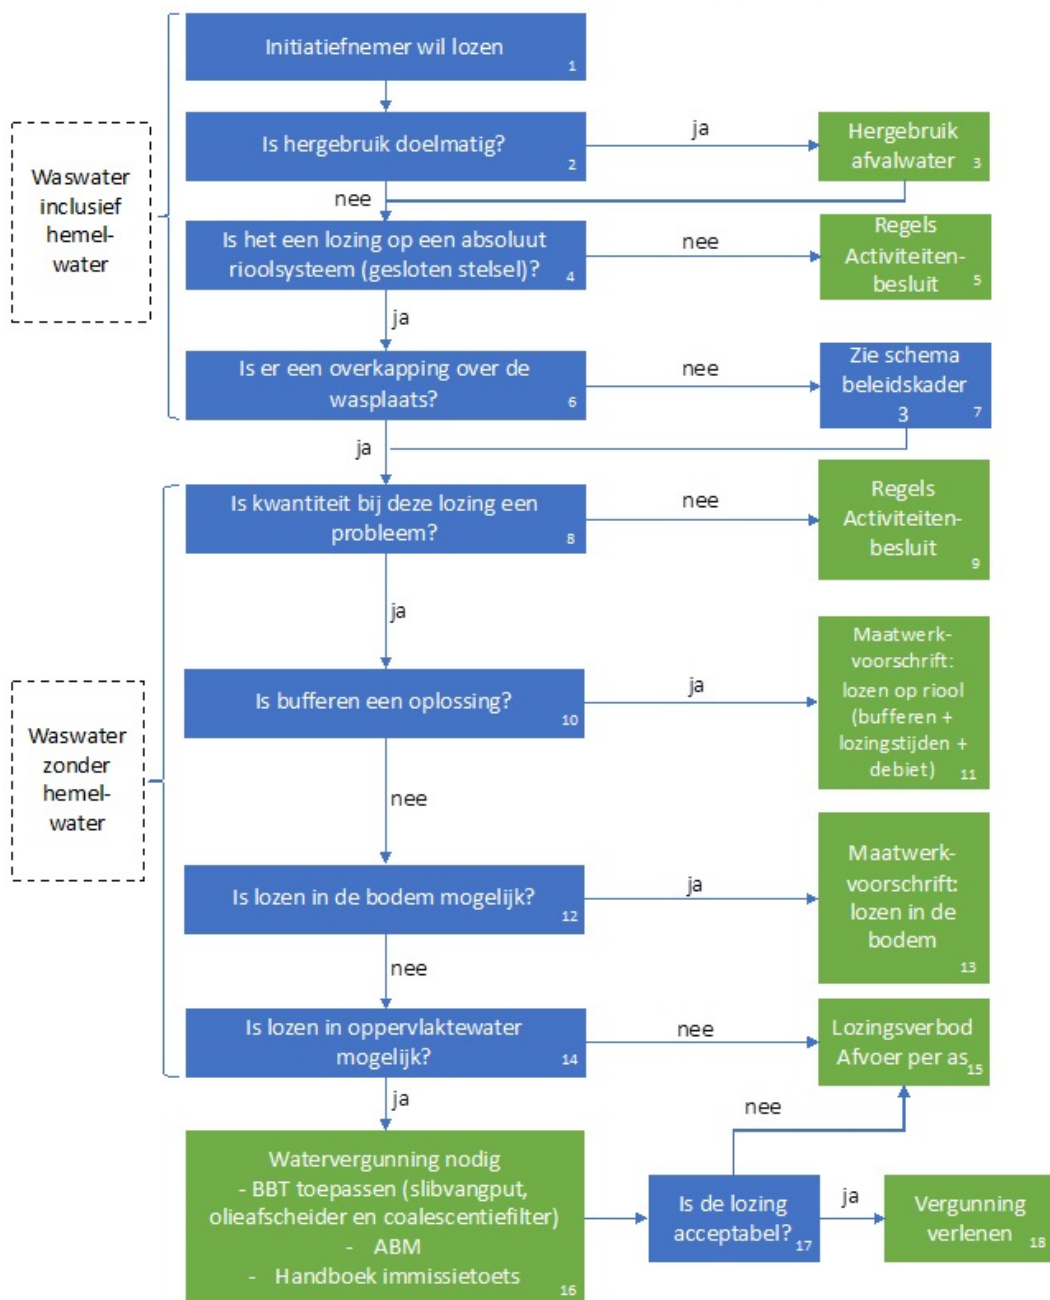 Initiatiefnemer wil lozen
1
Waswater
inclusief
hemel-
water
Is hergebruik doelmatig?
2
ja
Hergebruik
afvalwater
3
nee
Is het een lozing op een absoluut
rioolsysteem (gesloten stelsel)?
4
nee
Regels
Activiteiten-
besluit
5
ja
Is er een overkapping over de
wasplaats?
6
nee
Zie schema
beleidskader
3
7
ja
Is kwantiteit bij deze lozing een
probleem?
8
nee
Regels
Activiteiten-
besluit
9
ja
Waswater
zonder
hemel-
water
Is bufferen een oplossing?
10
ja
Maatwerk-
voorschrift:
lozen op riool
(bufferen +
lozingstijden +
debiet)
11
nee
Is lozen in de bodem mogelijk?
12
ja
Maatwerk-
voorschrift:
lozen in de
bodem
13
nee
Is lozen in oppervlaktewater
mogelijk?
14
nee
Lozingsverbod
Afvoer per as
15
ja
nee
Watervergunning nodig
- BBT toepassen (slibvangput,
olieafscheider en coalescentiefilter)
- ABM
- Handboek immissietoets
16
Is de lozing
acceptabel?
17
ja
Vergunning
verlenen
18